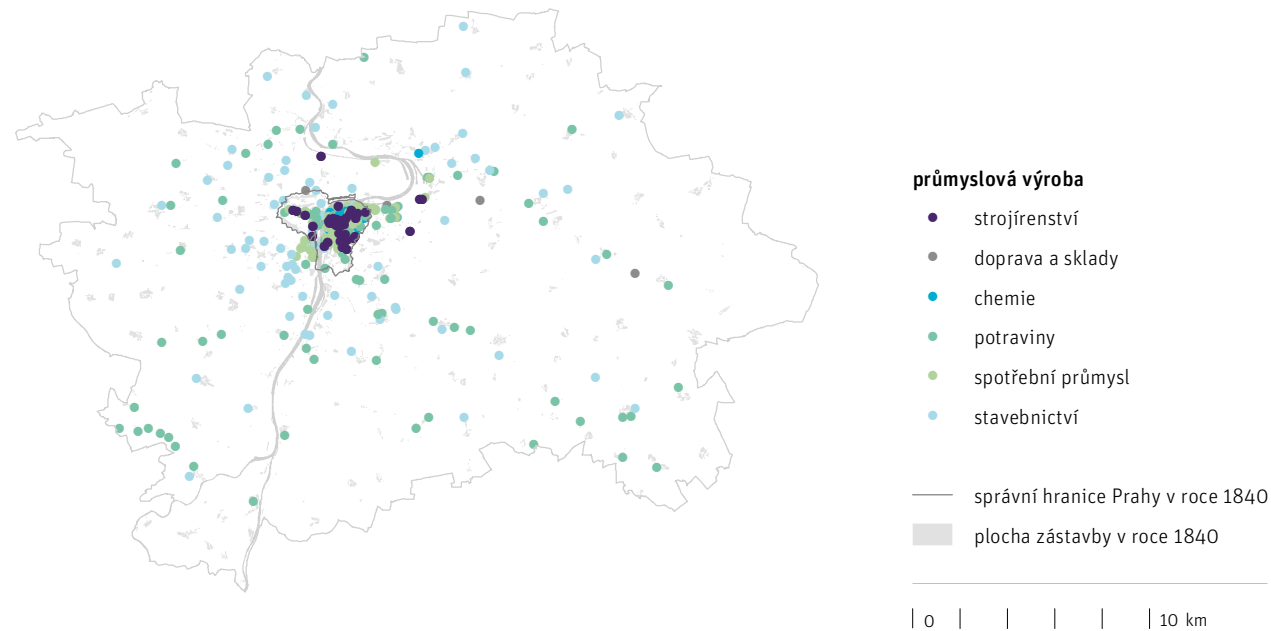 průmyslová výroba
strojírenství
doprava a sklady
chemie
potraviny
spotřební průmysl
stavebnictví
správní hranice Prahy v roce 1840
plocha zástavby v roce 1840
0 10 km